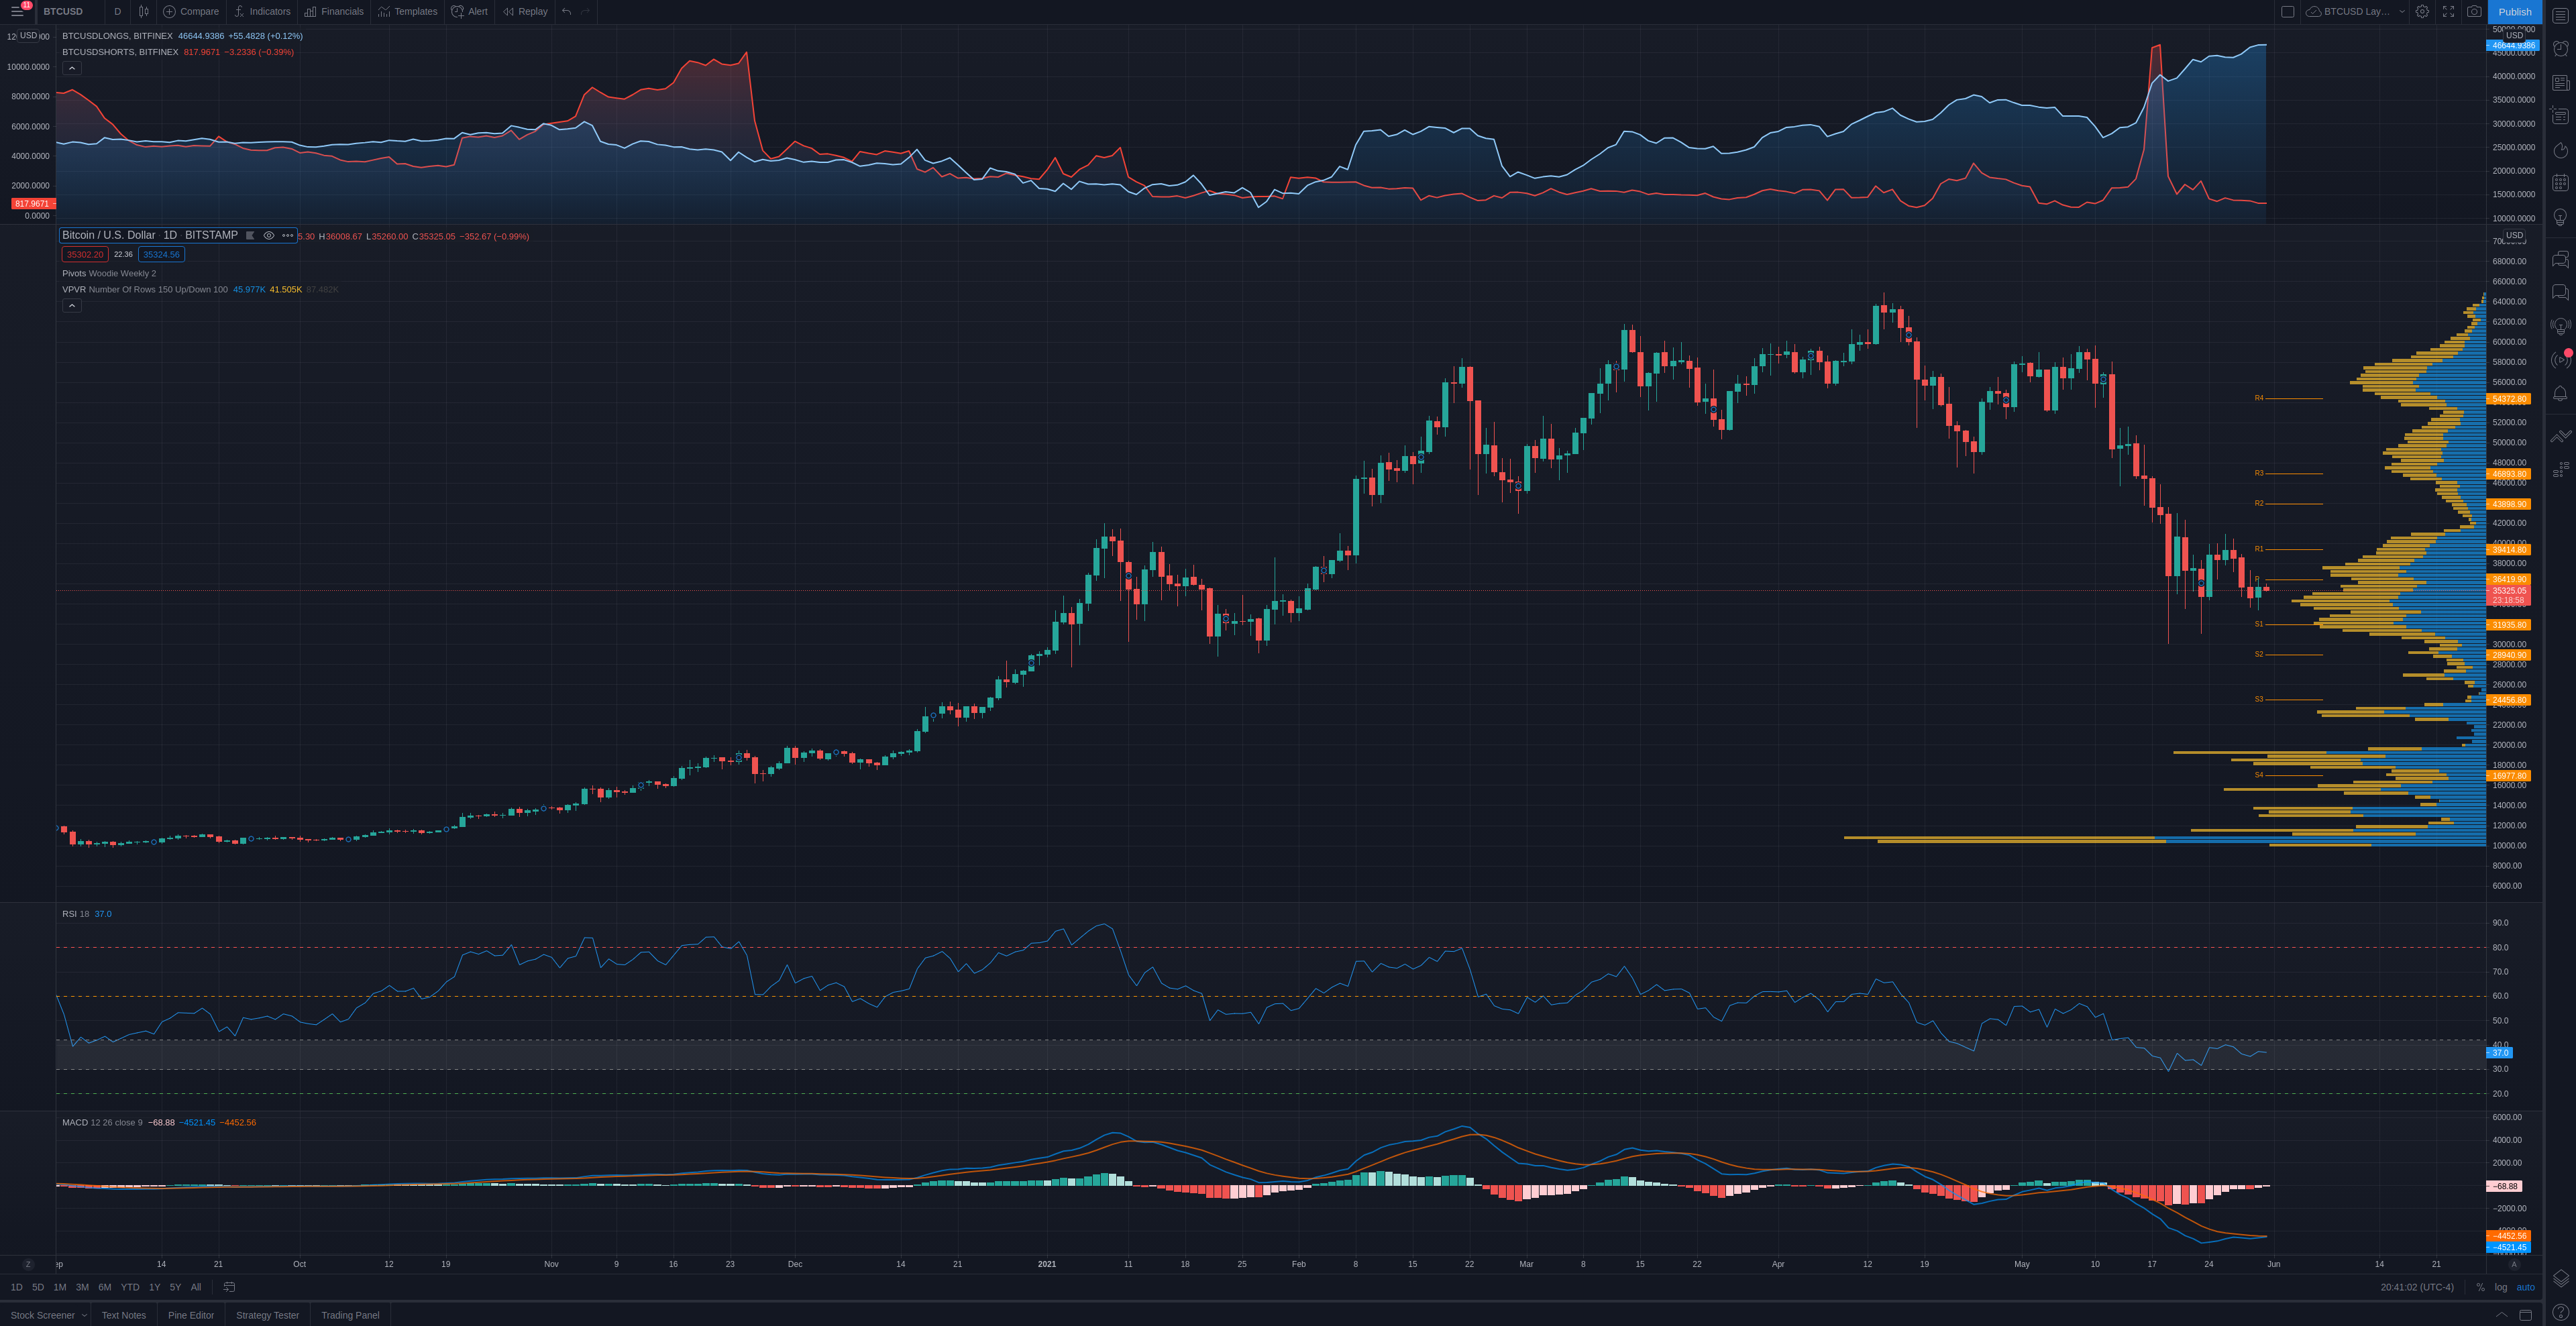 11
BTCUSD D Compare Indicators Financials Templates Alert Replay BTCUSD Lay... Publish
USD
BTCUSDLONGS, BITFINEX 46644.9386 +55.4828 (+0.12%)
BTCUSDSHORTS, BITFINEX 817.9671 −3.2336 (−0.39%)
10000.0000
8000.0000
6000.0000
4000.0000
2000.0000
817.9671
0.0000
USD
46644.9386
45000.0000
40000.0000
35000.0000
30000.0000
25000.0000
20000.0000
15000.0000
10000.0000
Bitcoin / U.S. Dollar · 1D · BITSTAMP 5.30 H36008.67 L35260.00 C35325.05 −352.67 (−0.99%)
35302.20 22.36 35324.56
Pivots Woodie Weekly 2
VPVR Number Of Rows 150 Up/Down 100 45.977K 41.505K 87.482K
USD
68000.00
66000.00
64000.00
62000.00
60000.00
58000.00
56000.00
R4 54372.80
52000.00
50000.00
48000.00
R3 46893.80
46000.00
R2 43898.90
42000.00
40000.00
R1 39414.80
38000.00
P 36419.90
35325.05
23:18:58
S1 31935.80
30000.00
S2 28940.90
28000.00
26000.00
S3 24456.80
22000.00
20000.00
18000.00
S4 16977.80
16000.00
14000.00
12000.00
10000.00
8000.00
6000.00
RSI 18 37.0
90.0
80.0
70.0
60.0
50.0
40.0
37.0
30.0
20.0
MACD 12 26 close 9 −68.88 −4521.45 −4452.56
6000.00
4000.00
2000.00
−68.88
−2000.00
−4452.56
−4521.45
Z ep 14 21 Oct 12 19 Nov 9 16 23 Dec 14 21 2021 11 18 25 Feb 8 15 22 Mar 8 15 22 Apr 12 19 May 10 17 24 Jun 14 21 A
1D 5D 1M 3M 6M YTD 1Y 5Y All 20:41:02 (UTC-4) % log auto
Stock Screener Text Notes Pine Editor Strategy Tester Trading Panel